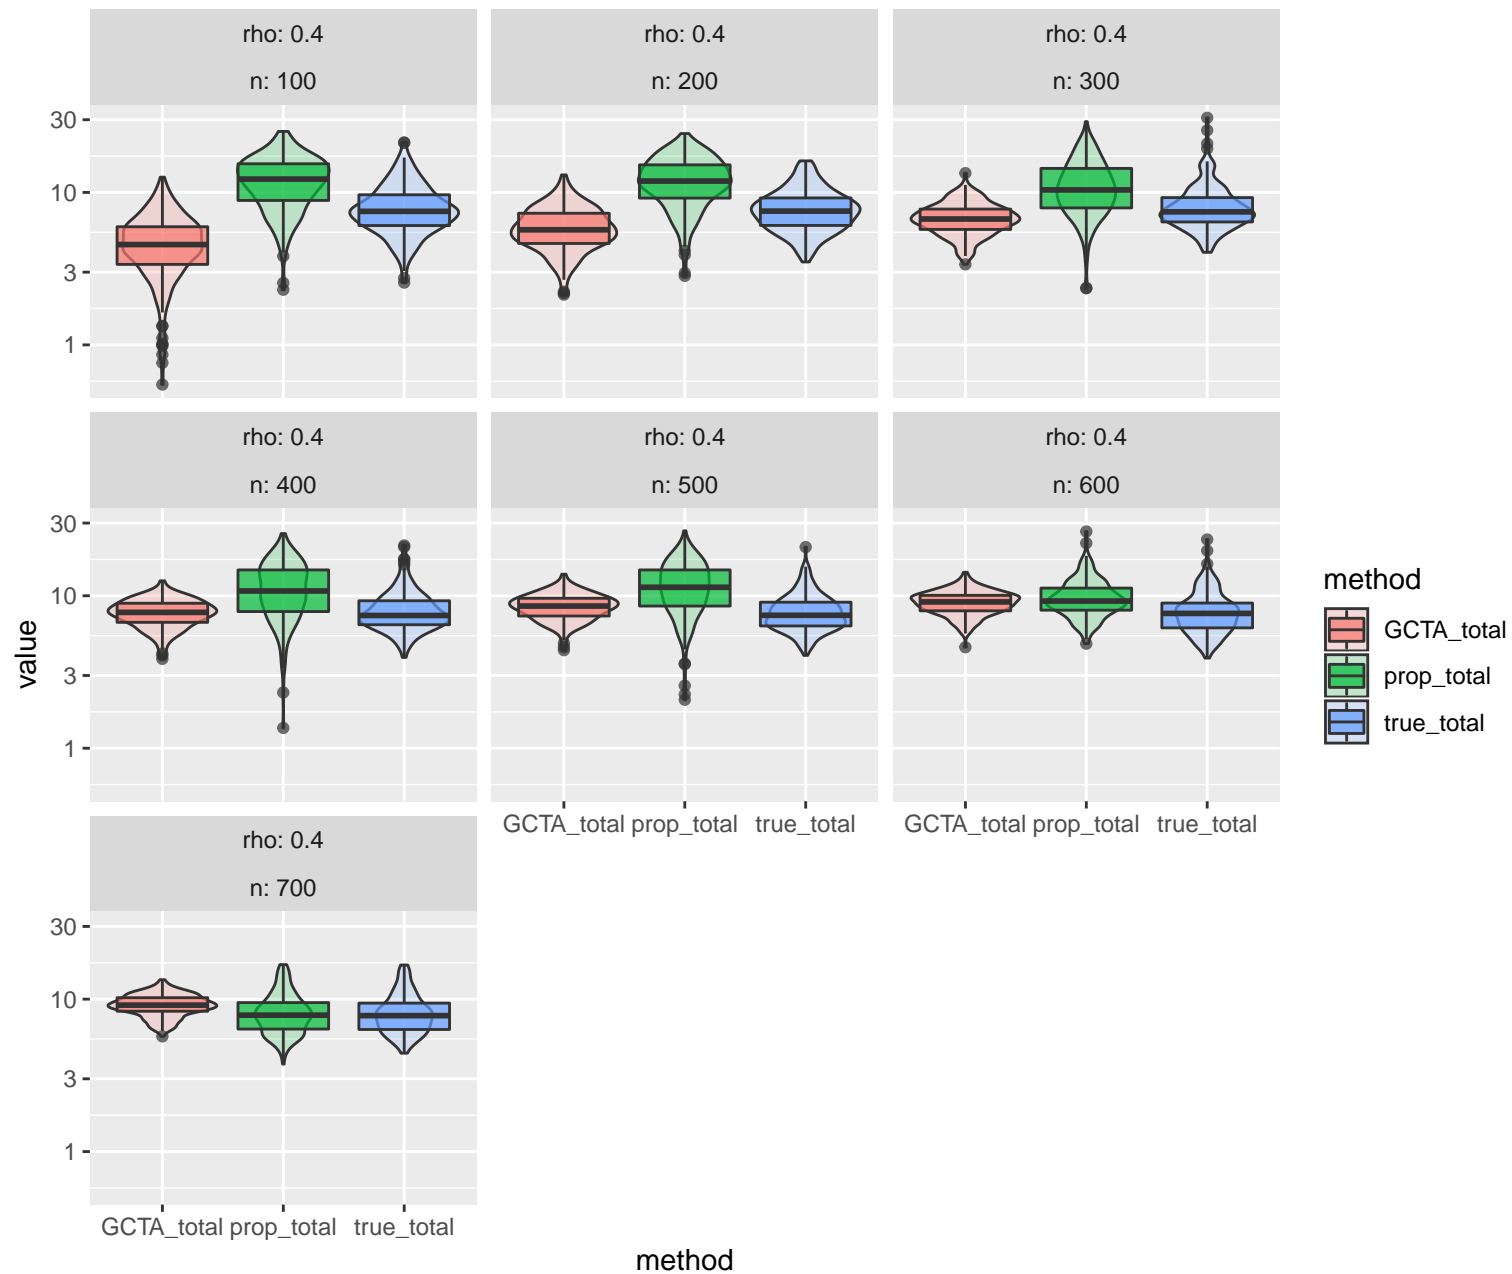 rho: 0.4
rho: 0.4
rho: 0.4
n: 100
n: 200
n: 300
30
10
3
1
rho: 0.4
rho: 0.4
rho: 0.4
n: 400
n: 500
n: 600
30
10
3
1
GCTA_total prop_total true_total
GCTA_total prop_total true_total
rho: 0.4
n: 700
30
10
3
1
GCTA_total prop_total true_total
value
method
method
GCTA_total
prop_total
true_total